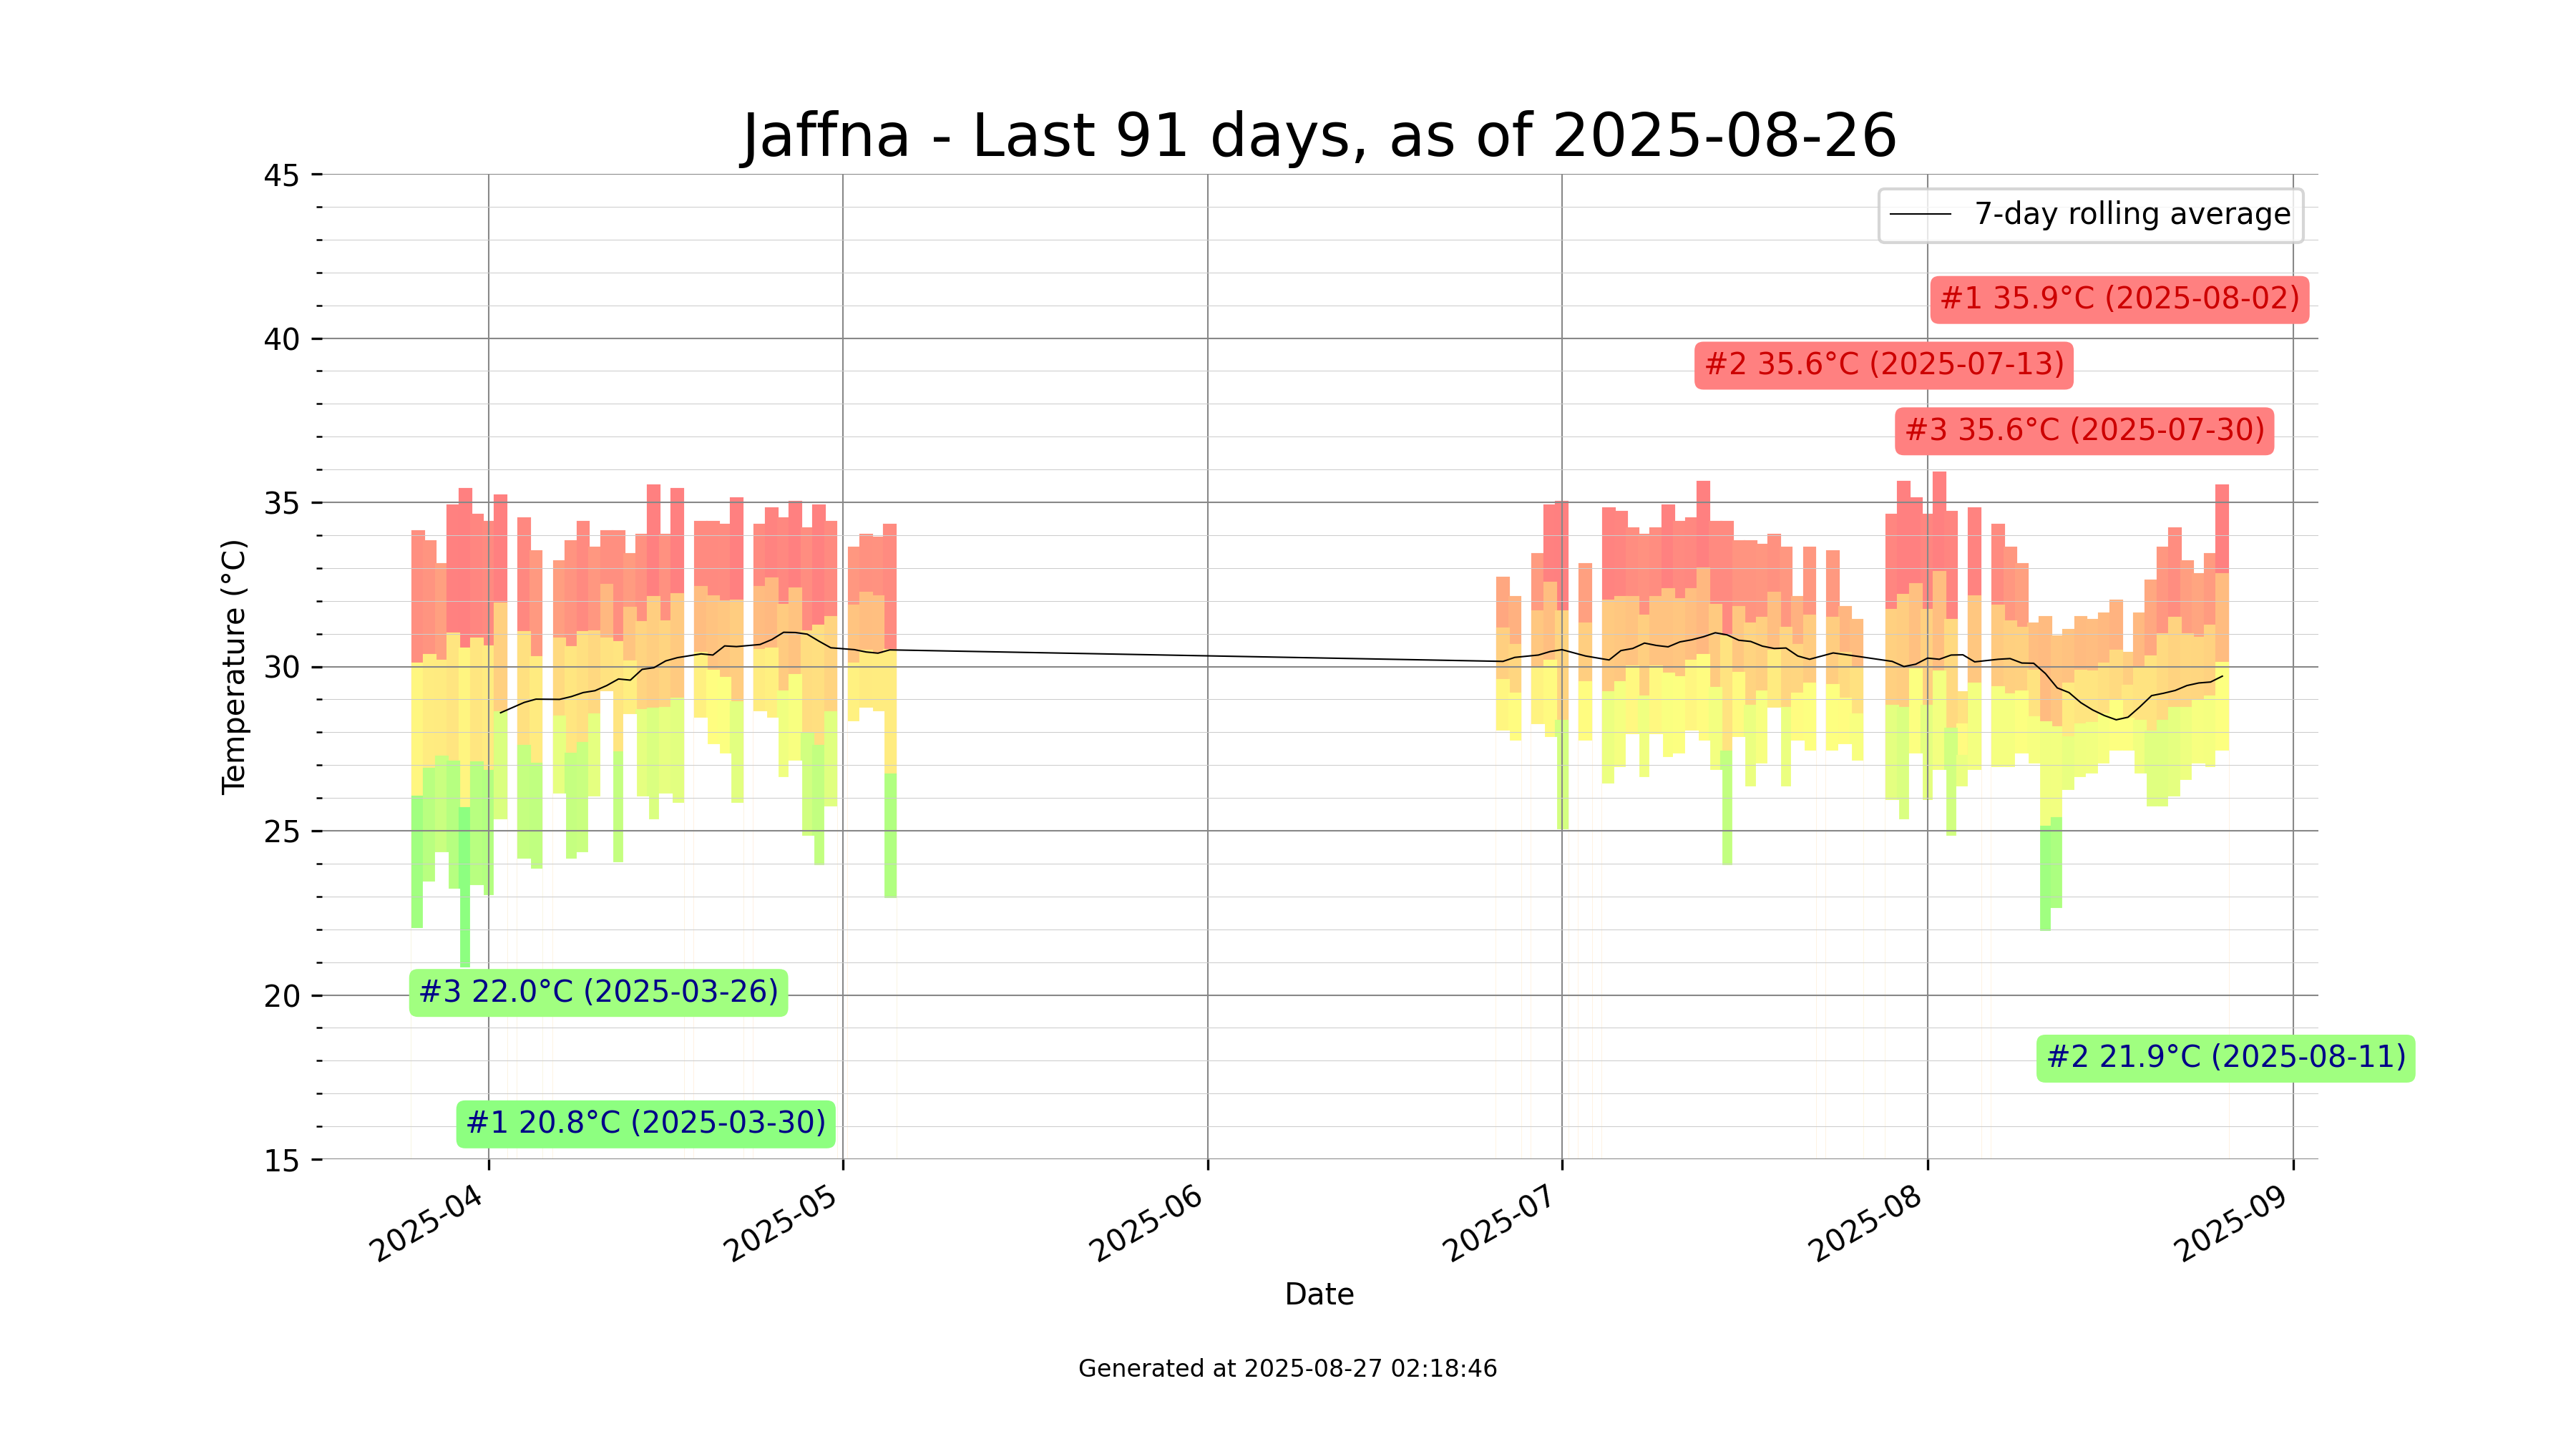 Jaffna - Last 91 days, as of 2025-08-26
7-day rolling average
#1 35.9°C (2025-08-02)
#2 35.6°C (2025-07-13)
#3 35.6°C (2025-07-30)
45
40
35
30
25
20
15
Temperature (°C)
#3 22.0°C (2025-03-26)
#2 21.9°C (2025-08-11)
#1 20.8°C (2025-03-30)
2025-04
2025-05
2025-06
2025-07
2025-08
2025-09
Date
Generated at 2025-08-27 02:18:46